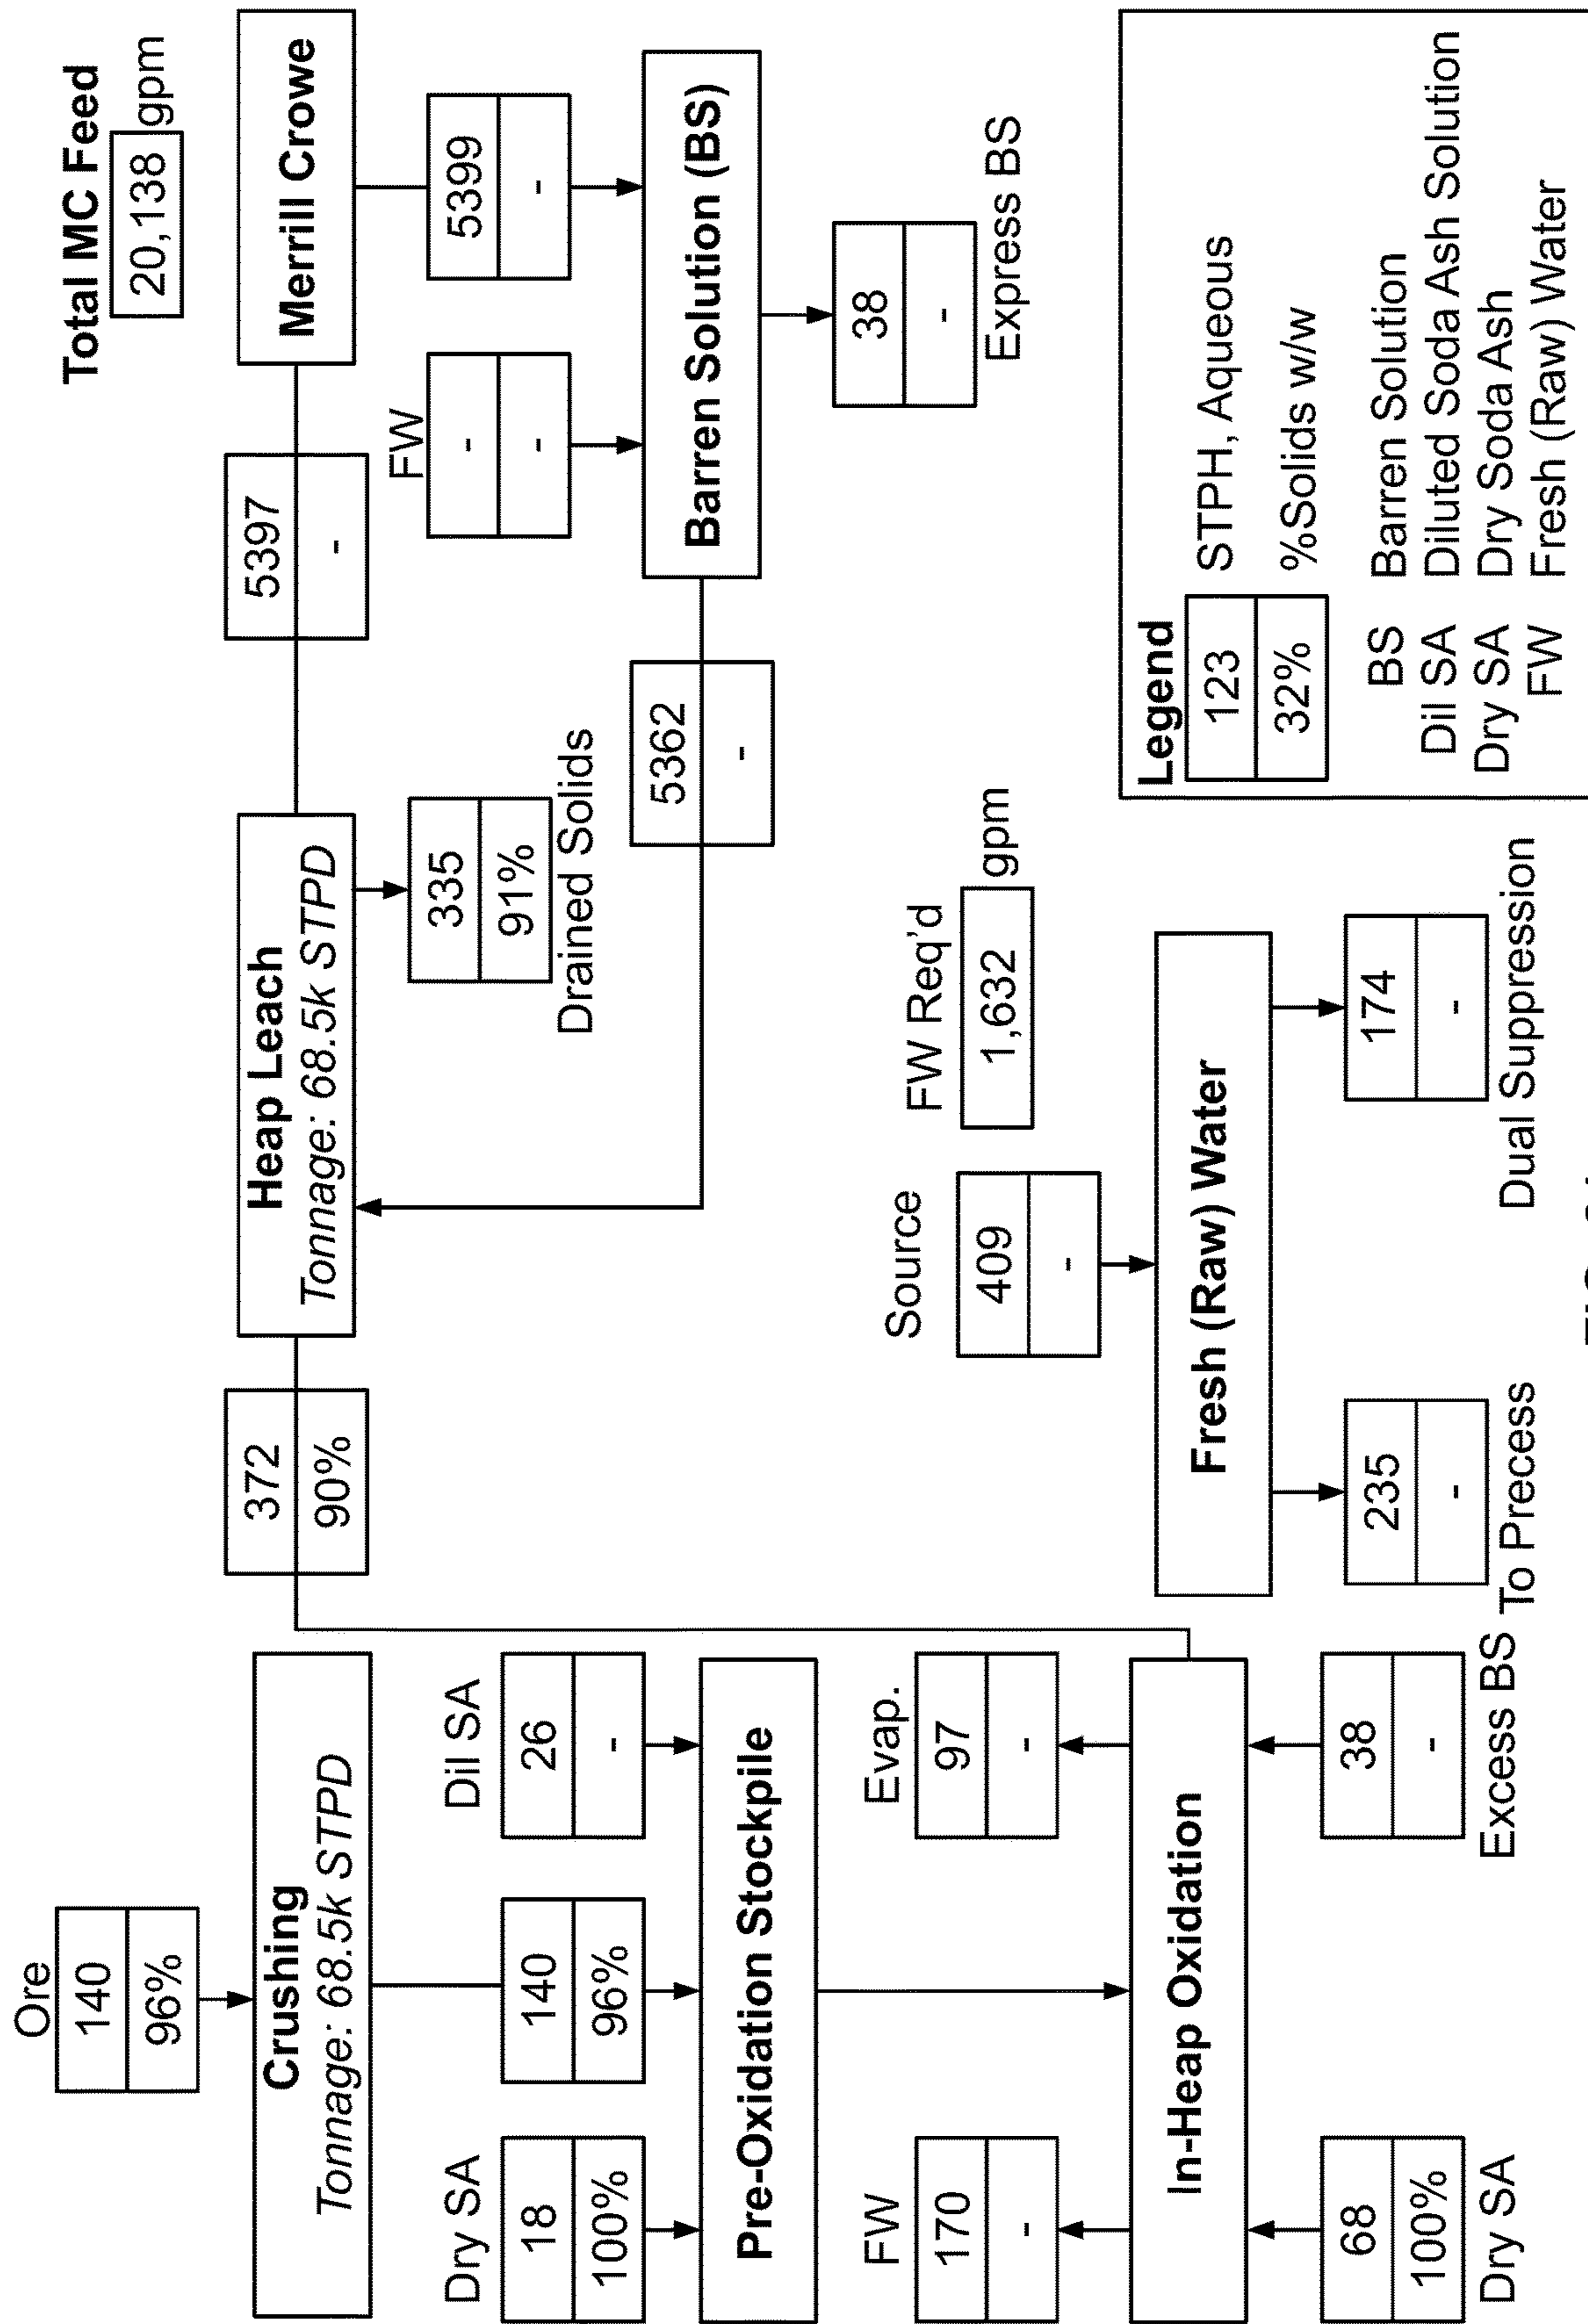 Ore
140
96%
Crushing
Tonnage: 68.5k STPD
Dry SA
18
100%
140
96%
Dil SA
26
-
Pre-Oxidation Stockpile
FW
170
-
Evap.
97
-
In-Heap Oxidation
68
100%
Dry SA
38
-
Excess BS
372
90%
Heap Leach
Tonnage: 68.5k STPD
335
91%
Drained Solids
5397
-
Total MC Feed
20,138 gpm
Merrill Crowe
FW
-
-
5399
-
Barren Solution (BS)
5362
-
38
-
Express BS
Source
409
-
FW Req'd
1,632 gpm
Fresh (Raw) Water
235
-
To Precess
174
-
Dual Suppression
Legend
123 STPH, Aqueous
32% %Solids w/w
BS Barren Solution
Dil SA Diluted Soda Ash Solution
Dry SA Dry Soda Ash
FW Fresh (Raw) Water